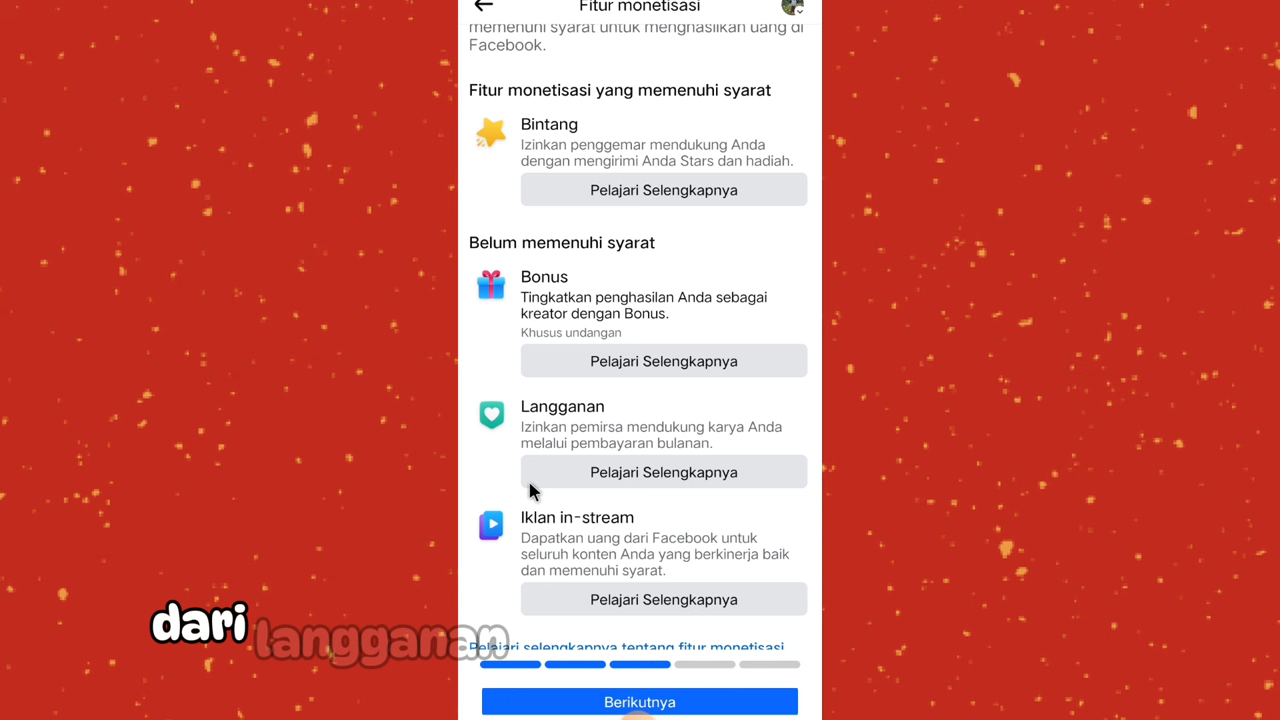 Fitur monetisasi
memenuhi syarat untuk menghasilkan uang di
Facebook.
Fitur monetisasi yang memenuhi syarat
Bintang
Izinkan penggemar mendukung Anda
dengan mengirimi Anda Stars dan hadiah.
Pelajari Selengkapnya
Belum memenuhi syarat
Bonus
Tingkatkan penghasilan Anda sebagai
kreator dengan Bonus.
Khusus undangan
Pelajari Selengkapnya
Langganan
Izinkan pemirsa mendukung karya Anda
melalui pembayaran bulanan.
Pelajari Selengkapnya
Iklan in-stream
Dapatkan uang dari Facebook untuk
seluruh konten Anda yang berkinerja baik
dan memenuhi syarat.
Pelajari Selengkapnya
dari langganan
Pelajari selengkapnya tentang fitur monetisasi
Berikutnya